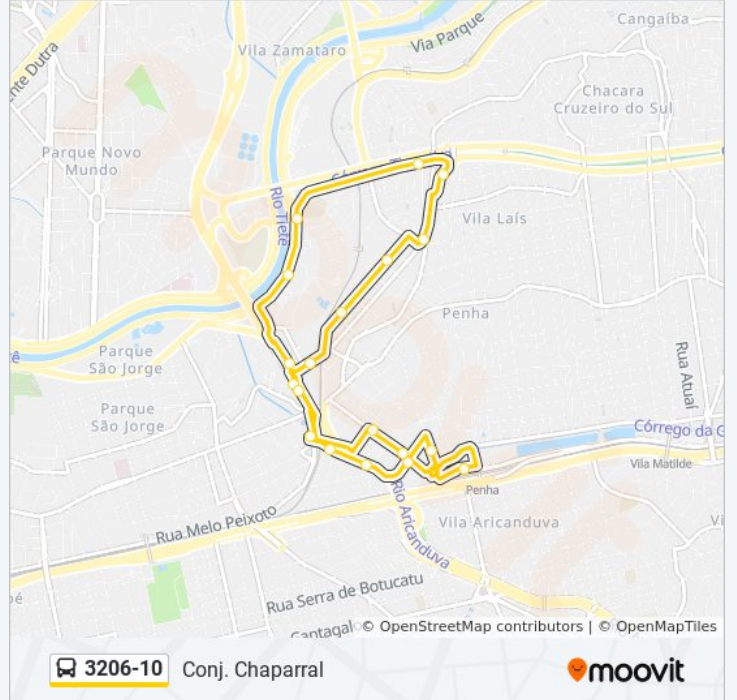 Cangaíba
Via Parque
Vila Zamataro
Dutra
Chacara
Cruzeiro do Sul
Parque Novo
Mundo
Rio Tietê
Vila Laís
Penha
Parque
São Jorge
Rua Atuaí
Parque
São Jorge
Córrego da
Vila Matilde
Penha
Rua Melo Peixoto
Rio Aricanduva
Vila Aricanduva
Rua Serra de Botucatu
© OpenStreetMap contributors | © OpenMapTiles
3206-10 Conj. Chaparral
moovit